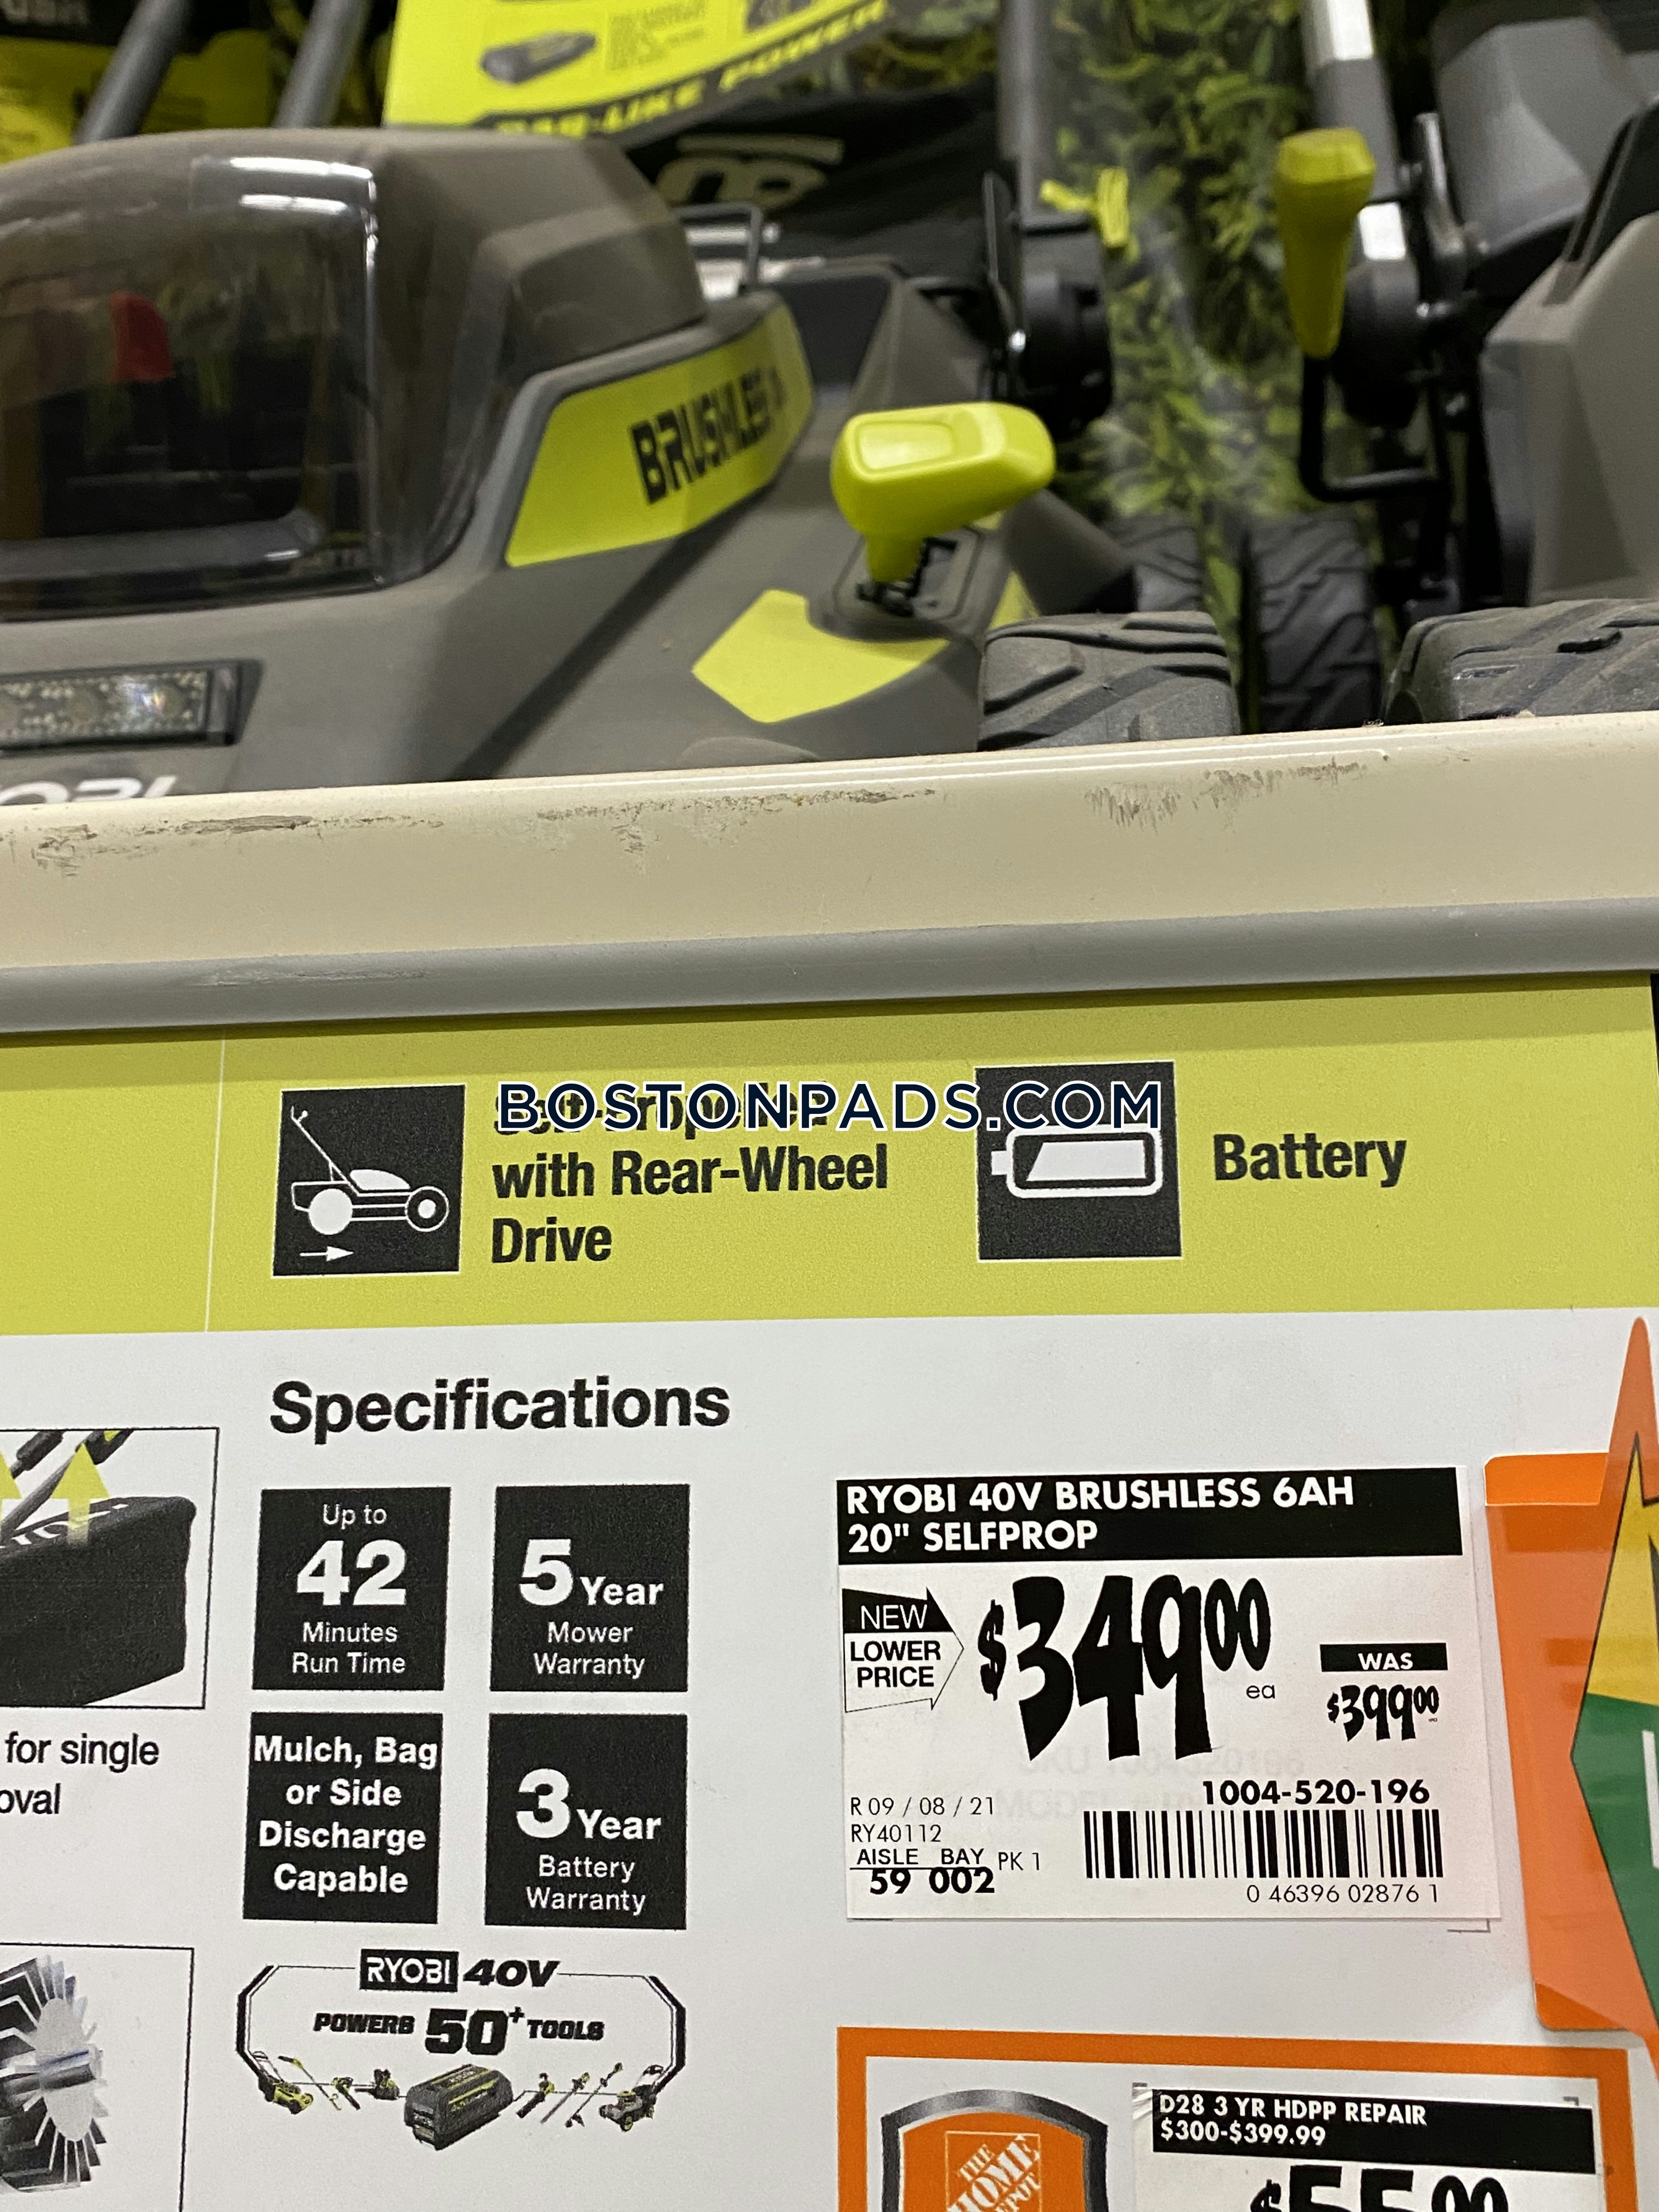 BRUSHLESS
BOSTONPADS.COM
Self-Propelled
with Rear-Wheel
Drive
Battery
Specifications
Up to
42
Minutes
Run Time
5 Year
Mower
Warranty
Mulch, Bag
or Side
Discharge
Capable
3 Year
Battery
Warranty
for single
RYOBI 40V
POWERS 50+ TOOLS
RYOBI 40V BRUSHLESS 6AH
20" SELFPROP
NEW
LOWER
PRICE
$349.00
ea
WAS
$399.00
1004-520-196
R 09 / 08 / 21
RY40112
AISLE BAY PK 1
59 002
0 46396 02876 1
D28 3 YR HDPP REPAIR
$300-$399.99
THE
HOME
DEPOT